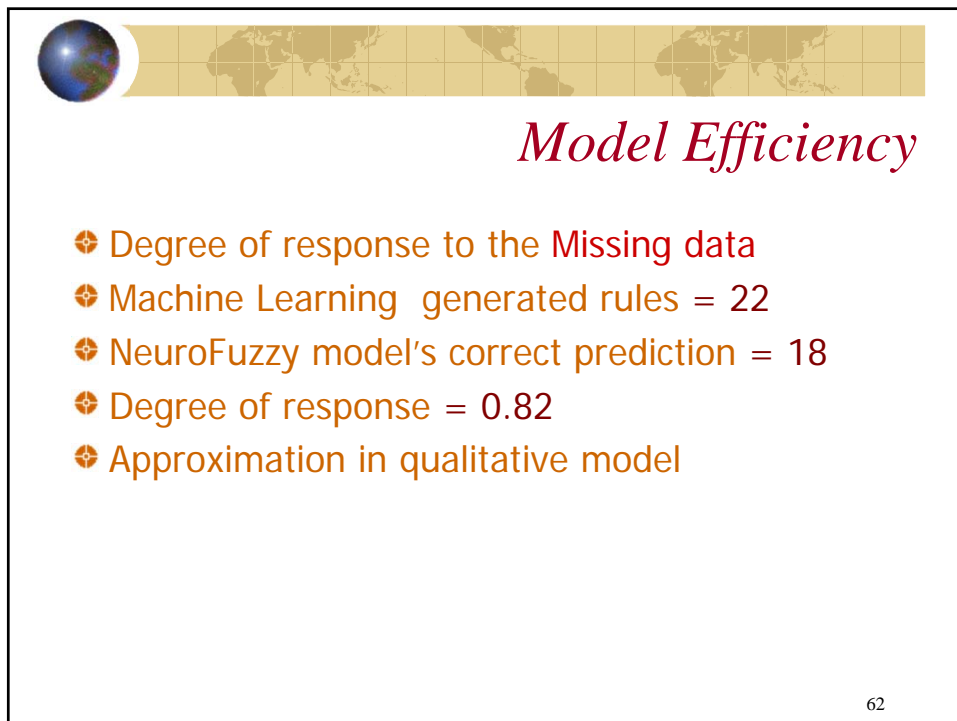 Model Efficiency
Degree of response to the Missing data
Machine Learning generated rules = 22
NeuroFuzzy model's correct prediction = 18
Degree of response = 0.82
Approximation in qualitative model
62